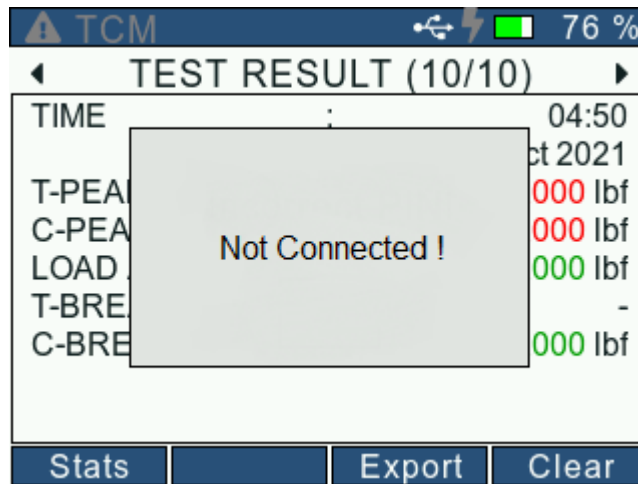 TCM 76 %
TEST RESULT (10/10)
TIME : 04:50
ct 2021
T-PEA 000 lbf
C-PEA 000 lbf
Not Connected !
LOAD 000 lbf
T-BRE -
C-BRE 000 lbf
Stats Export Clear